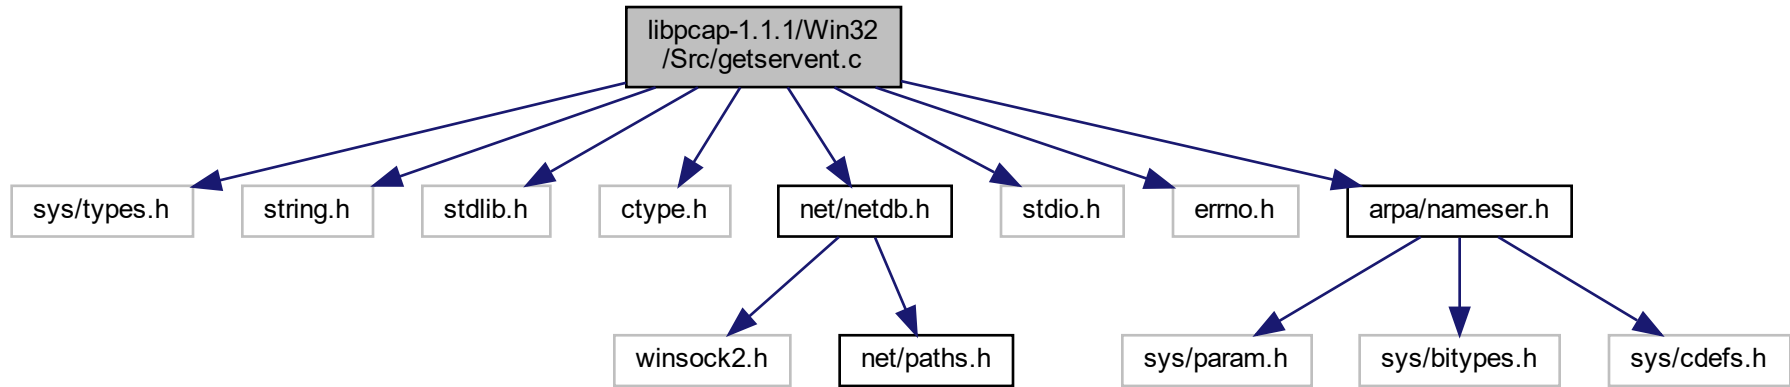 libpcap-1.1.1/Win32
/Src/getservent.c
sys/types.h
string.h
stdlib.h
ctype.h
net/netdb.h
stdio.h
errno.h
arpa/nameser.h
winsock2.h
net/paths.h
sys/param.h
sys/bitypes.h
sys/cdefs.h